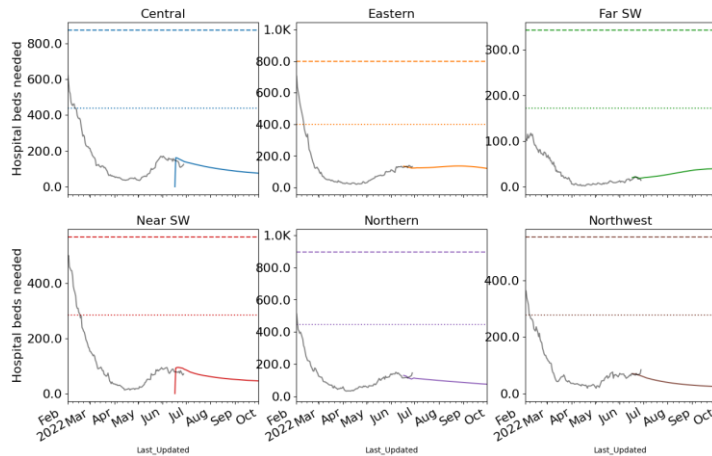 Central
Eastern
Far SW
Hospital beds needed
800.0
600.0
400.0
200.0
0.0
1.0K
800.0
600.0
400.0
200.0
0.0
300.0
200.0
100.0
0.0
Near SW
Northern
Northwest
Hospital beds needed
400.0
200.0
0.0
1.0K
800.0
600.0
400.0
200.0
0.0
400.0
200.0
0.0
Feb Mar Apr May Jun Jul Aug Sep Oct
2022
Last_Updated
Feb Mar Apr May Jun Jul Aug Sep Oct
2022
Last_Updated
Feb Mar Apr May Jun Jul Aug Sep Oct
2022
Last_Updated